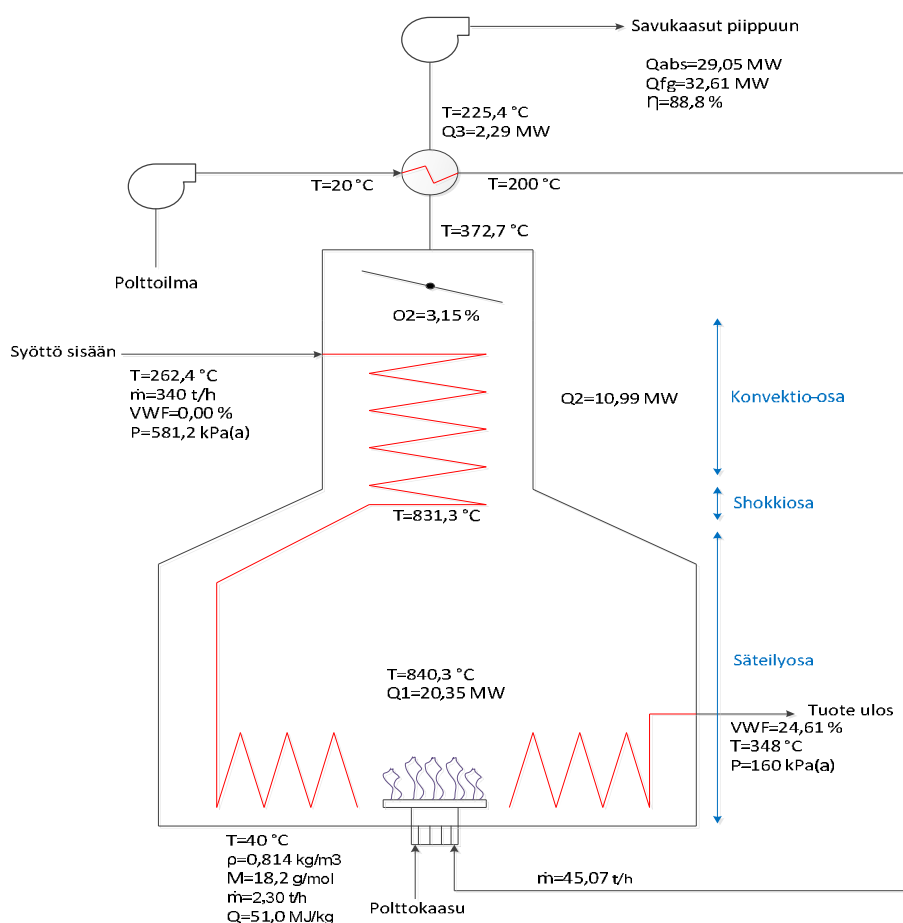 Savukaasut piippuun
Qabs=29,05 MW
Qfg=32,61 MW
Ƞ=88,8 %
T=225,4 °C
Q3=2,29 MW
T=20 °C
T=200 °C
T=372,7 °C
Polttoilma
O2=3,15 %
Syöttö sisään
T=262,4 °C
ṁ=340 t/h
VWF=0,00 %
P=581,2 kPa(a)
Q2=10,99 MW
Konvektio-osa
Shokkiosa
T=831,3 °C
Säteilyosa
T=840,3 °C
Q1=20,35 MW
Tuote ulos
VWF=24,61 %
T=348 °C
P=160 kPa(a)
T=40 °C
ρ=0,814 kg/m3
M=18,2 g/mol
ṁ=2,30 t/h
Q=51,0 MJ/kg
Polttokaasu
ṁ=45,07 t/h